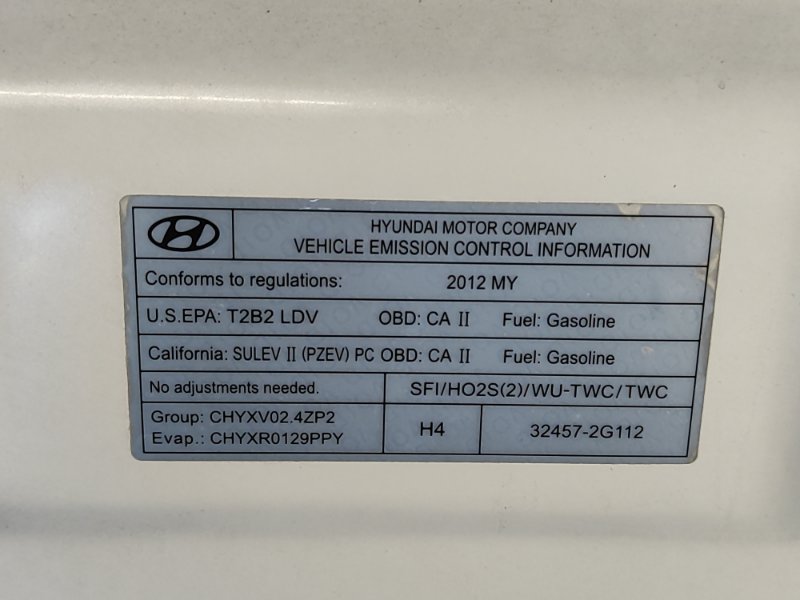 HYUNDAI MOTOR COMPANY
VEHICLE EMISSION CONTROL INFORMATION
Conforms to regulations: 2012 MY
U.S.EPA: T2B2 LDV OBD: CA II Fuel: Gasoline
California: SULEV II (PZEV) PC OBD: CA II Fuel: Gasoline
No adjustments needed. SFI/HO2S(2)/WU-TWC/TWC
Group: CHYXV02.4ZP2
Evap.: CHYXR0129PPY
H4
32457-2G112